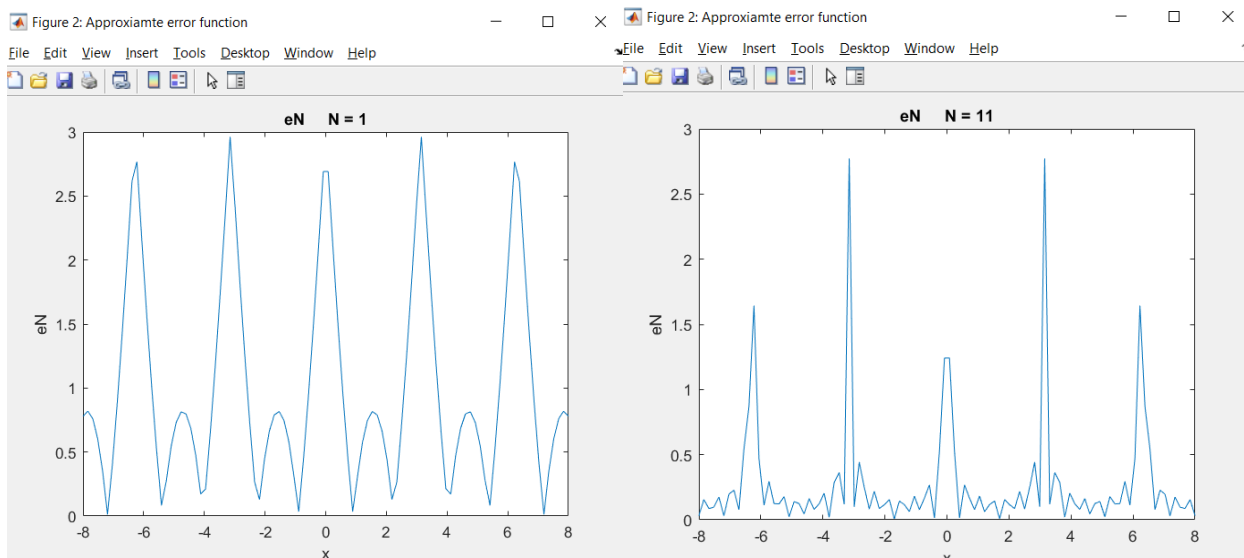 Figure 2: Approxiamte error function
File Edit View Insert Tools Desktop Window Help
eN N = 1
3
2.5
2
1.5
1
0.5
0
eN
-8 -6 -4 -2 0 2 4 6 8
x
Figure 2: Approxiamte error function
File Edit View Insert Tools Desktop Window Help
eN N = 11
3
2.5
2
1.5
1
0.5
0
eN
-8 -6 -4 -2 0 2 4 6 8
x